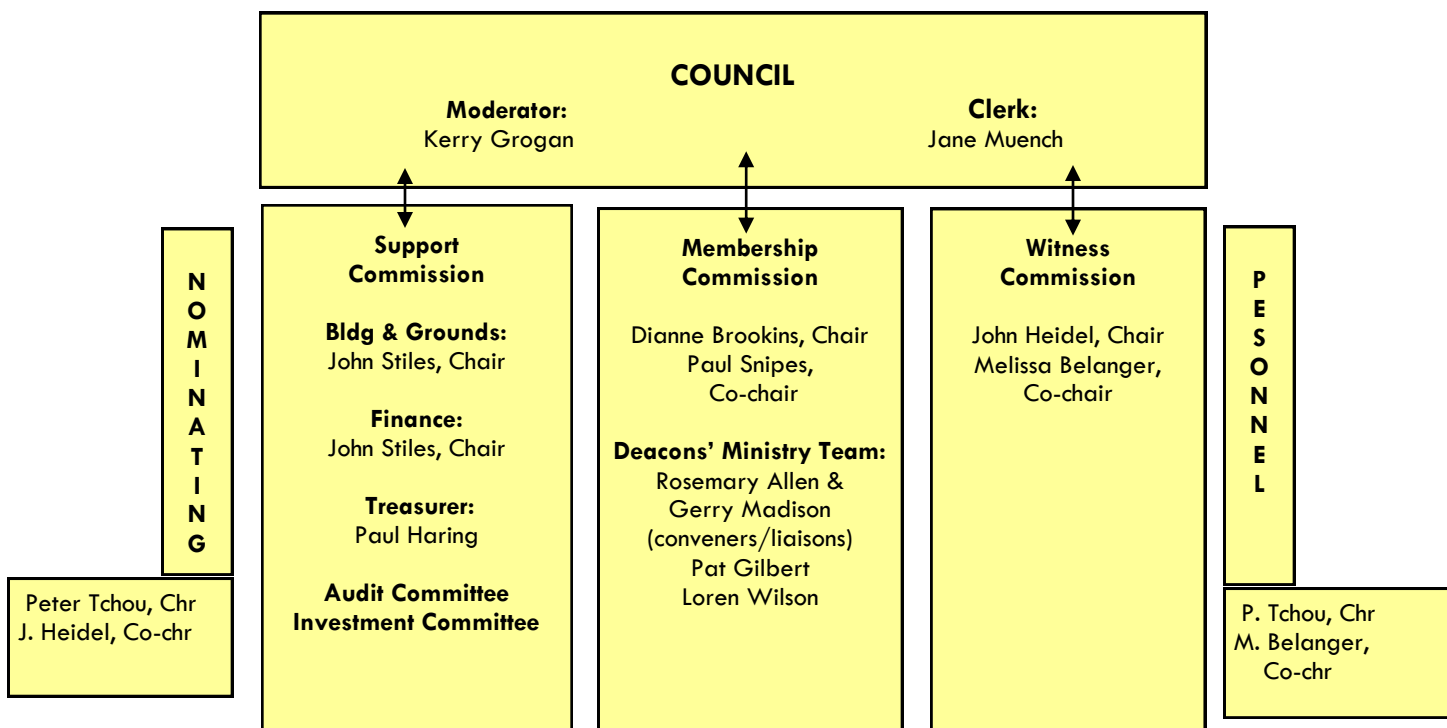 COUNCIL
Moderator:
Kerry Grogan
Clerk:
Jane Muench
N
O
M
I
N
A
T
I
N
G
Peter Tchou, Chr
J. Heidel, Co-chr
Support
Commission
Bldg & Grounds:
John Stiles, Chair
Finance:
John Stiles, Chair
Treasurer:
Paul Haring
Audit Committee
Investment Committee
Membership
Commission
Dianne Brookins, Chair
Paul Snipes,
Co-chair
Deacons’ Ministry Team:
Rosemary Allen &
Gerry Madison
(conveners/liaisons)
Pat Gilbert
Loren Wilson
Witness
Commission
John Heidel, Chair
Melissa Belanger,
Co-chair
P
E
S
O
N
N
E
L
P. Tchou, Chr
M. Belanger,
Co-chr